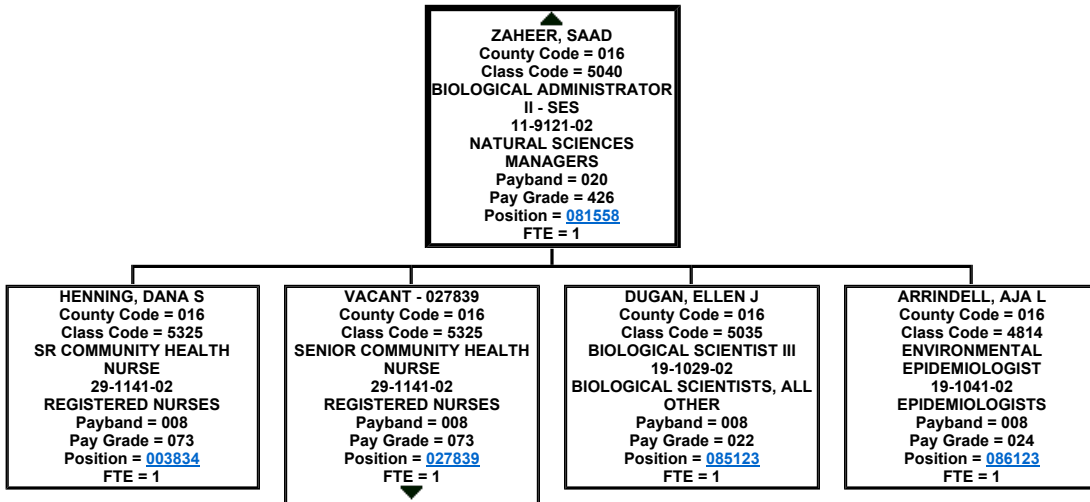 ZAHEER, SAAD
County Code = 016
Class Code = 5040
BIOLOGICAL ADMINISTRATOR
II - SES
11-9121-02
NATURAL SCIENCES
MANAGERS
Payband = 020
Pay Grade = 426
Position = 081558
FTE = 1
HENNING, DANA S
County Code = 016
Class Code = 5325
SR COMMUNITY HEALTH
NURSE
29-1141-02
REGISTERED NURSES
Payband = 008
Pay Grade = 073
Position = 003834
FTE = 1
VACANT - 027839
County Code = 016
Class Code = 5325
SENIOR COMMUNITY HEALTH
NURSE
29-1141-02
REGISTERED NURSES
Payband = 008
Pay Grade = 073
Position = 027839
FTE = 1
DUGAN, ELLEN J
County Code = 016
Class Code = 5035
BIOLOGICAL SCIENTIST III
19-1029-02
BIOLOGICAL SCIENTISTS, ALL
OTHER
Payband = 008
Pay Grade = 022
Position = 085123
FTE = 1
ARRINDELL, AJA L
County Code = 016
Class Code = 4814
ENVIRONMENTAL
EPIDEMIOLOGIST
19-1041-02
EPIDEMIOLOGISTS
Payband = 008
Pay Grade = 024
Position = 086123
FTE = 1